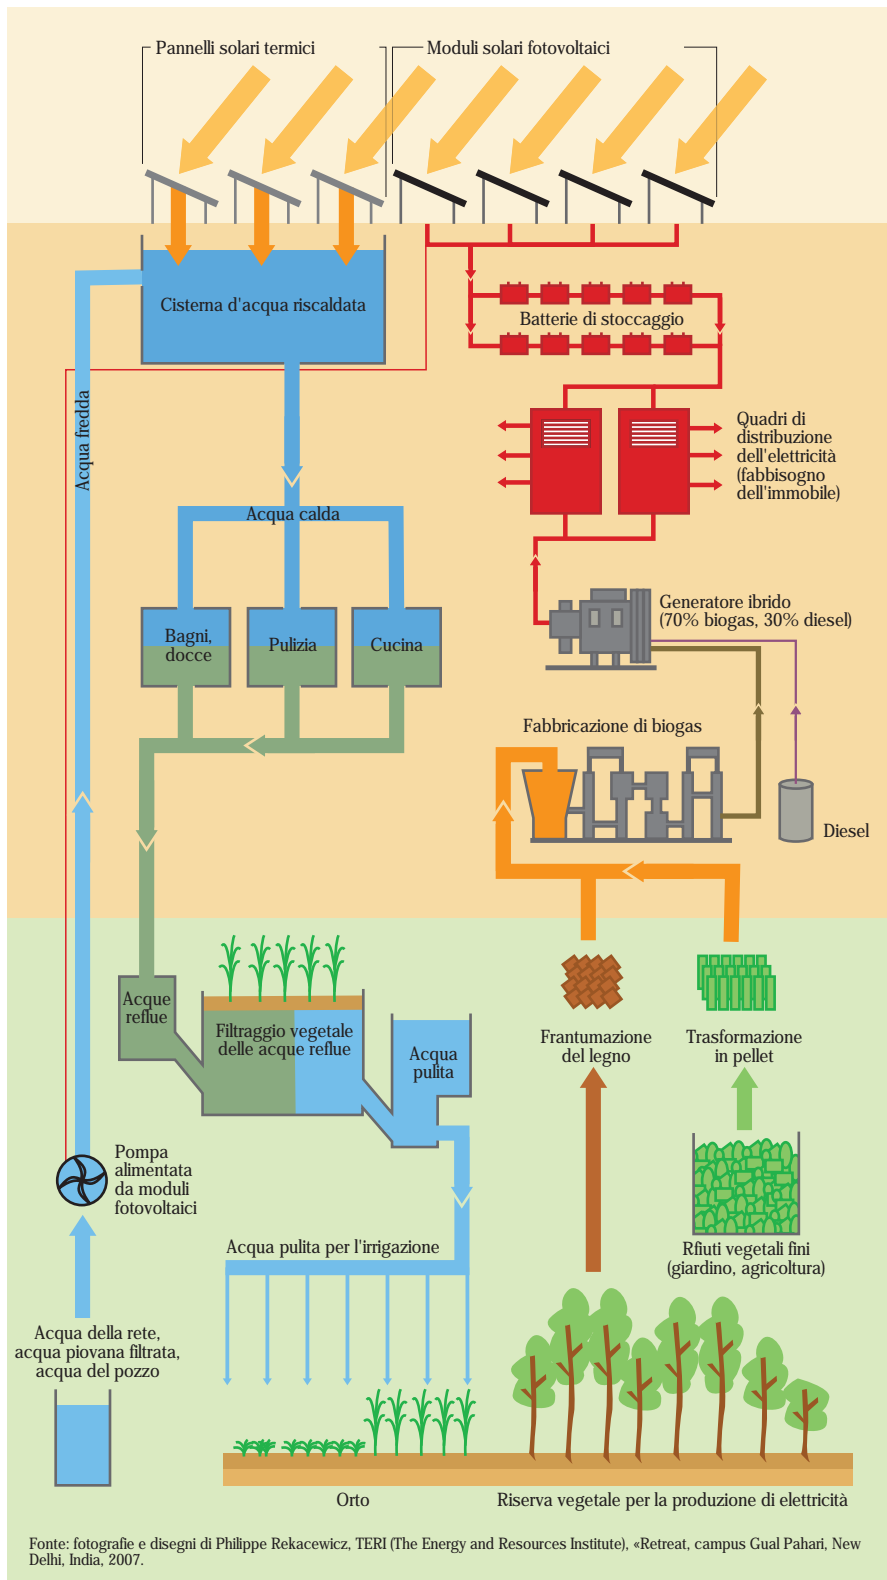 Pannelli solari termici
Moduli solari fotovoltaici
Cisterna d'acqua riscaldata
Batterie di stoccaggio
Acqua fredda
Quadri di
distribuzione
dell'elettricità
(fabbisogno
dell'immobile)
Acqua calda
Generatore ibrido
(70% biogas, 30% diesel)
Bagni,
docce
Pulizia
Cucina
Fabbricazione di biogas
Diesel
Acque
reflue
Filtraggio vegetale
delle acque reflue
Acqua
pulita
Frantumazione
del legno
Trasformazione
in pellet
Pompa
alimentata
da moduli
fotovoltaici
Acqua pulita per l'irrigazione
Rfiuti vegetali fini
(giardino, agricoltura)
Acqua della rete,
acqua piovana filtrata,
acqua del pozzo
Orto
Riserva vegetale per la produzione di elettricità
Fonte: fotografie e disegni di Philippe Rekacewicz, TERI (The Energy and Resources Institute), «Retreat, campus Gual Pahari, New
Delhi, India, 2007.